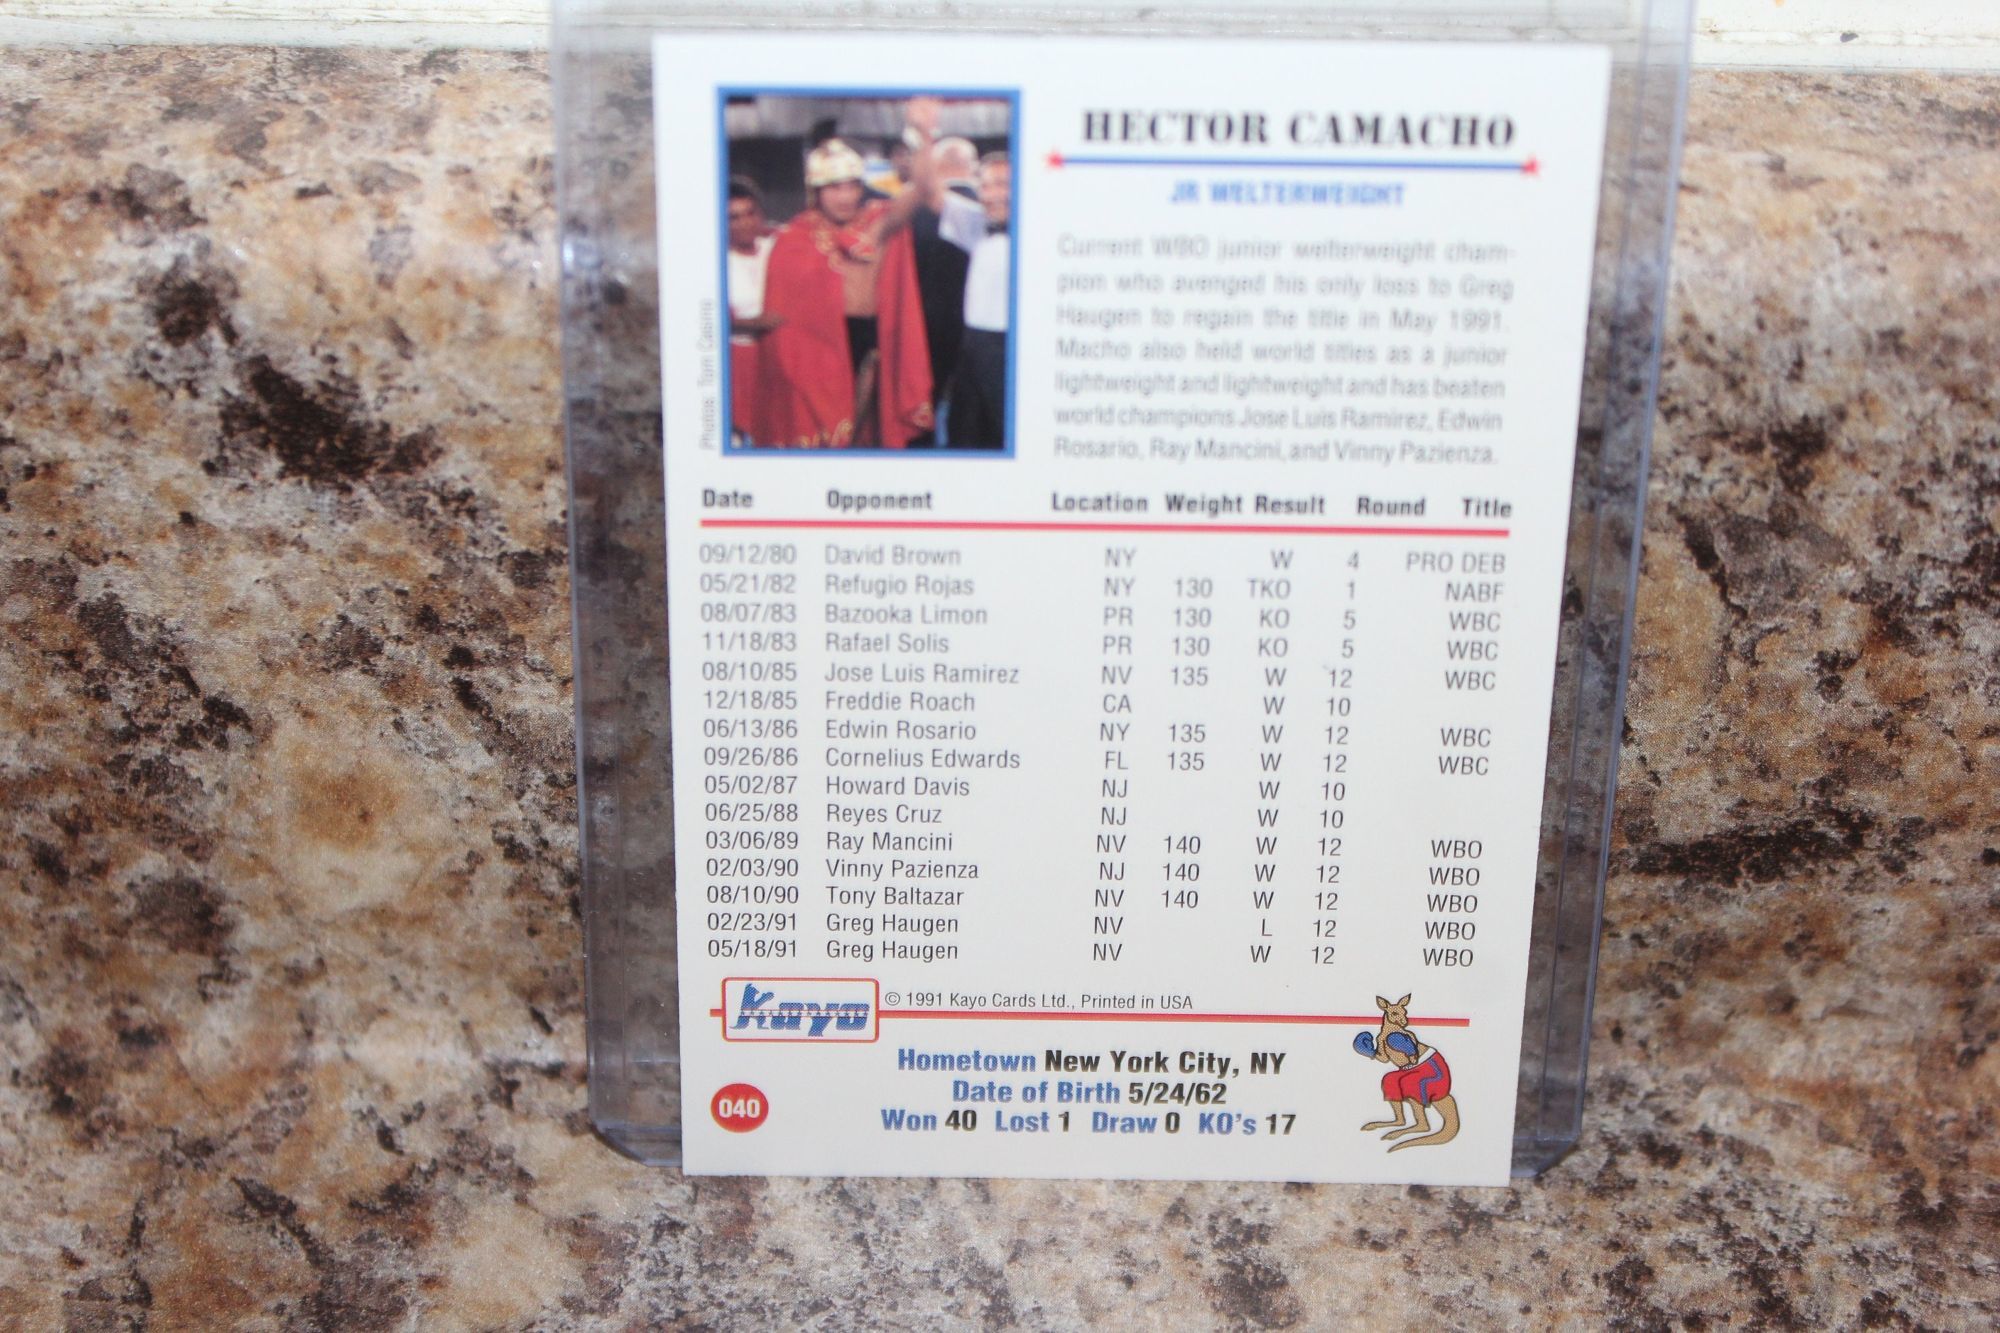 HECTOR CAMACHO
JR WELTERWEIGHT
Current WBO junior welterweight cham-
pion who avenged his only loss to Greg
Haugen to regain the title in May 1991.
Macho also held world titles as a junior
lightweight and lightweight and has beaten
world champions Jose Luis Ramirez, Edwin
Rosario, Ray Mancini, and Vinny Pazienza.
Photos: Tom Casino
Date Opponent Location Weight Result Round Title
09/12/80 David Brown NY W 4 PRO DEB
05/21/82 Refugio Rojas NY 130 TKO 1 NABF
08/07/83 Bazooka Limon PR 130 KO 5 WBC
11/18/83 Rafael Solis PR 130 KO 5 WBC
08/10/85 Jose Luis Ramirez NV 135 W 12 WBC
12/18/85 Freddie Roach CA W 10
06/13/86 Edwin Rosario NY 135 W 12 WBC
09/26/86 Cornelius Edwards FL 135 W 12 WBC
05/02/87 Howard Davis NJ W 10
06/25/88 Reyes Cruz NJ W 10
03/06/89 Ray Mancini NV 140 W 12 WBO
02/03/90 Vinny Pazienza NJ 140 W 12 WBO
08/10/90 Tony Baltazar NV 140 W 12 WBO
02/23/91 Greg Haugen NV L 12 WBO
05/18/91 Greg Haugen NV W 12 WBO
Kayo © 1991 Kayo Cards Ltd., Printed in USA
Hometown New York City, NY
Date of Birth 5/24/62
040 Won 40 Lost 1 Draw 0 KO's 17